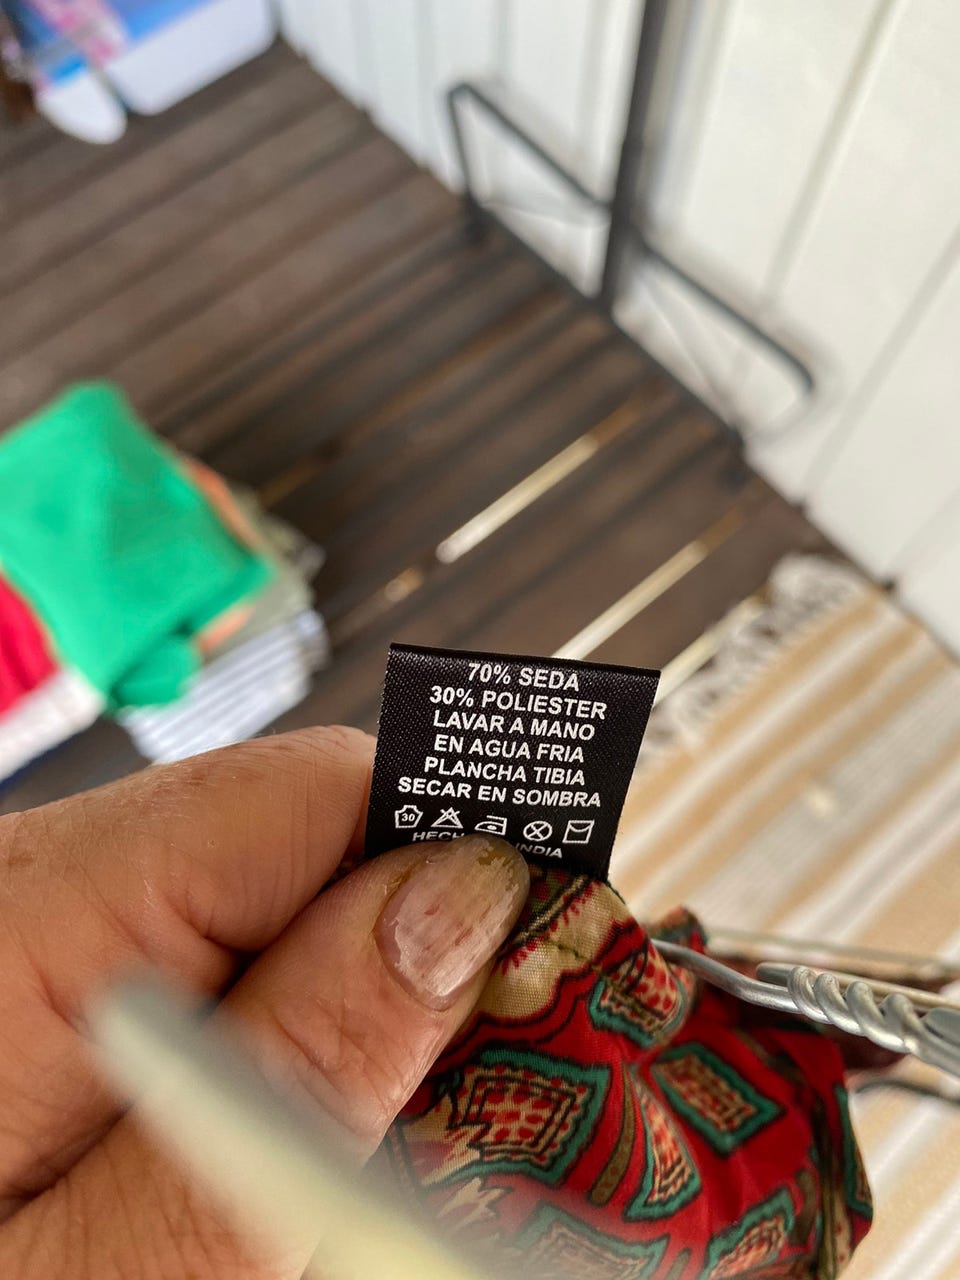 70% SEDA
30% POLIESTER
LAVAR A MANO
EN AGUA FRIA
PLANCHA TIBIA
SECAR EN SOMBRA
30
INDIA